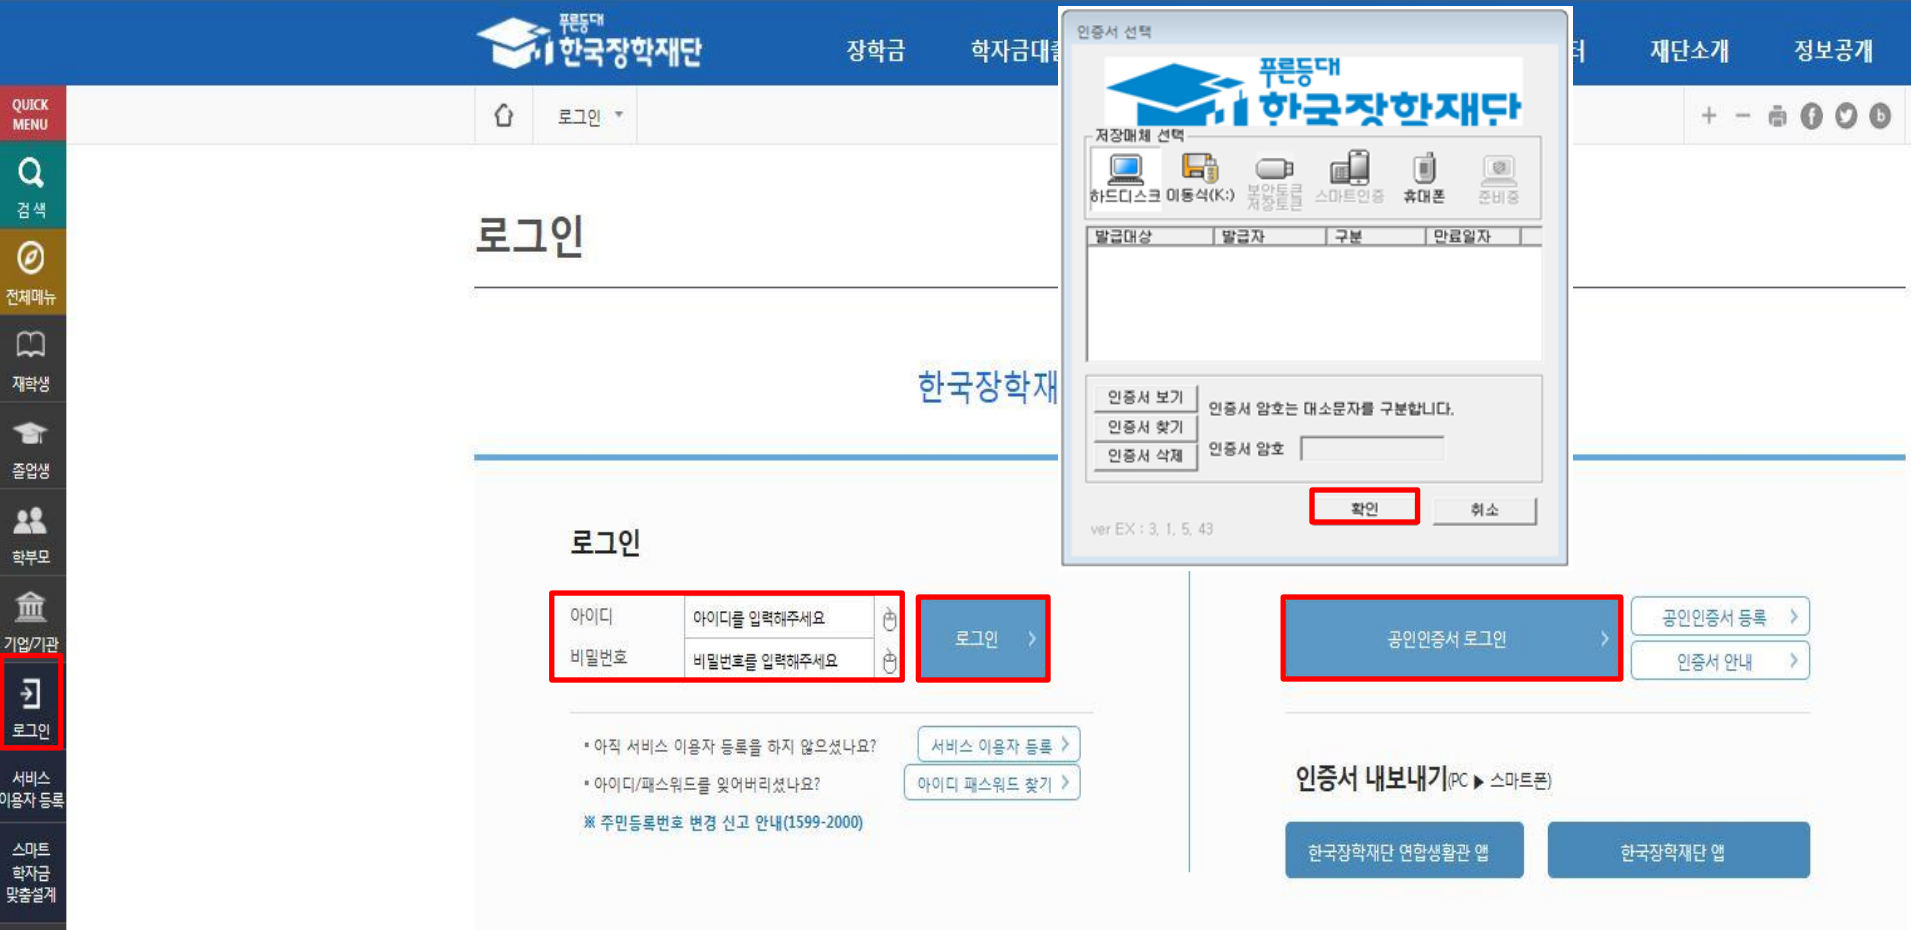 푸른등대
한국장학재단
장학금
학자금대출
터
재단소개
정보공개
QUICK
MENU
검색
전체메뉴
재학생
졸업생
학부모
기업/기관
로그인
서비스
이용자 등록
스마트
학자금
맞춤설계
로그인
로그인
한국장학재
로그인
아이디
아이디를 입력해주세요
비밀번호
비밀번호를 입력해주세요
로그인
▪ 아직 서비스 이용자 등록을 하지 않으셨나요?
서비스 이용자 등록
▪ 아이디/패스워드를 잊어버리셨나요?
아이디 패스워드 찾기
※ 주민등록번호 변경 신고 안내(1599-2000)
공인인증서 로그인
공인인증서 등록
인증서 안내
인증서 내보내기(PC ▶ 스마트폰)
한국장학재단 연합생활관 앱
한국장학재단 앱
인증서 선택
푸른등대
한국장학재단
저장매체 선택
하드디스크
이동식(K:)
보안토큰
저장토큰
스마트인증
휴대폰
준비중
발급대상
발급자
구분
만료일자
인증서 보기
인증서 찾기
인증서 삭제
인증서 암호는 대소문자를 구분합니다.
인증서 암호
확인
취소
ver EX : 3, 1, 5, 43